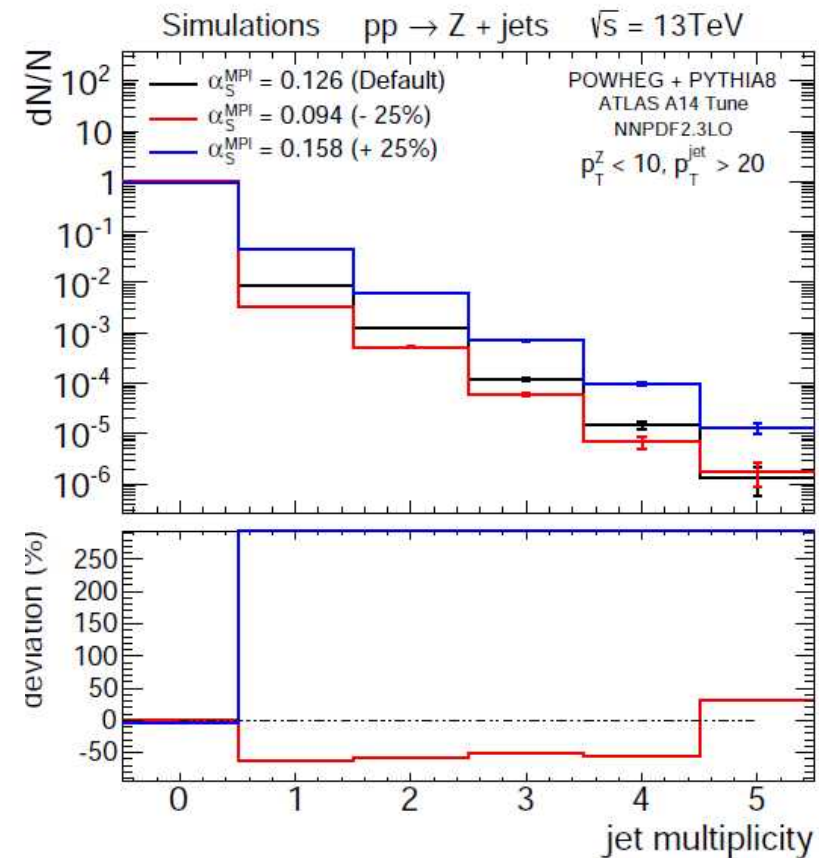 Simulations pp → Z + jets √s = 13TeV
dN/N
10²
10
1
10⁻¹
10⁻²
10⁻³
10⁻⁴
10⁻⁵
10⁻⁶
α_S^MPI = 0.126 (Default)
α_S^MPI = 0.094 (- 25%)
α_S^MPI = 0.158 (+ 25%)
POWHEG + PYTHIA8
ATLAS A14 Tune
NNPDF2.3LO
p_T^Z < 10, p_T^jet > 20
deviation (%)
250
200
150
100
50
0
-50
0 1 2 3 4 5
jet multiplicity